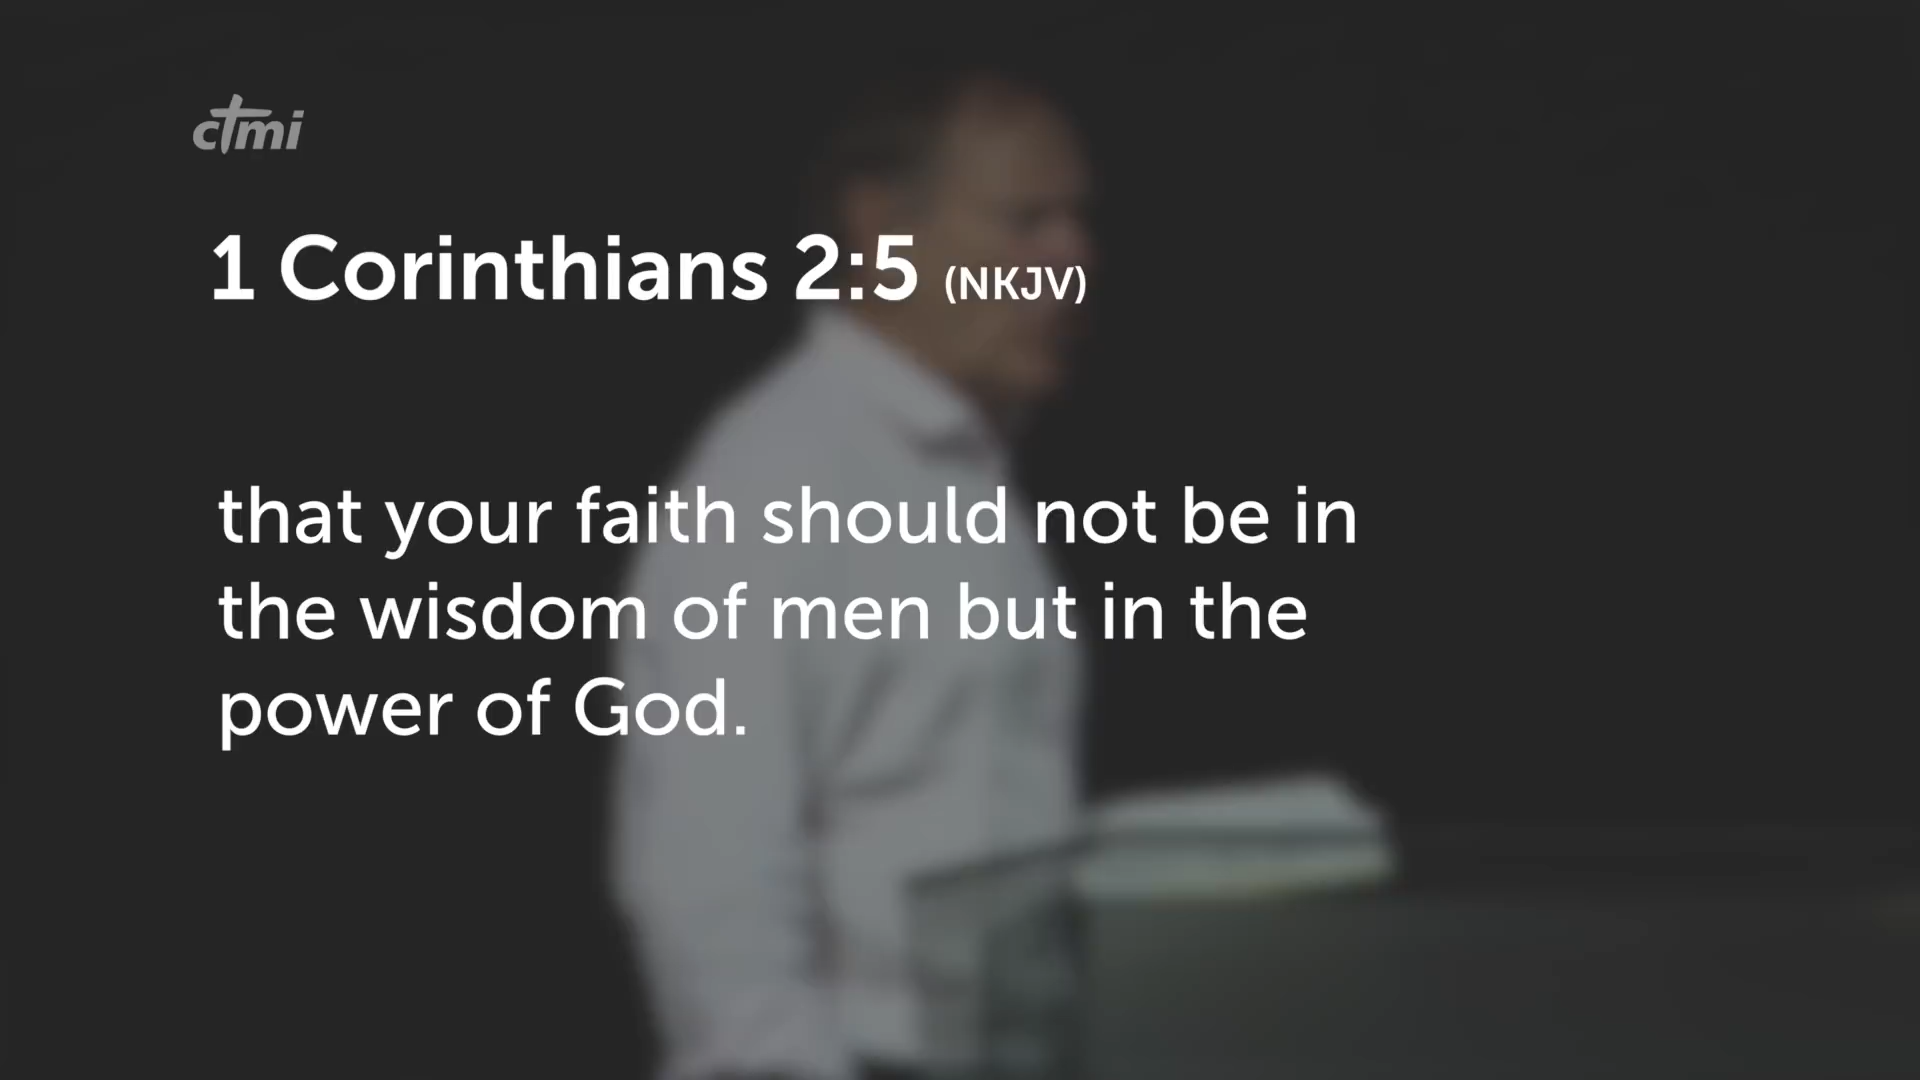 ctmi
1 Corinthians 2:5 (NKJV)
that your faith should not be in
the wisdom of men but in the
power of God.